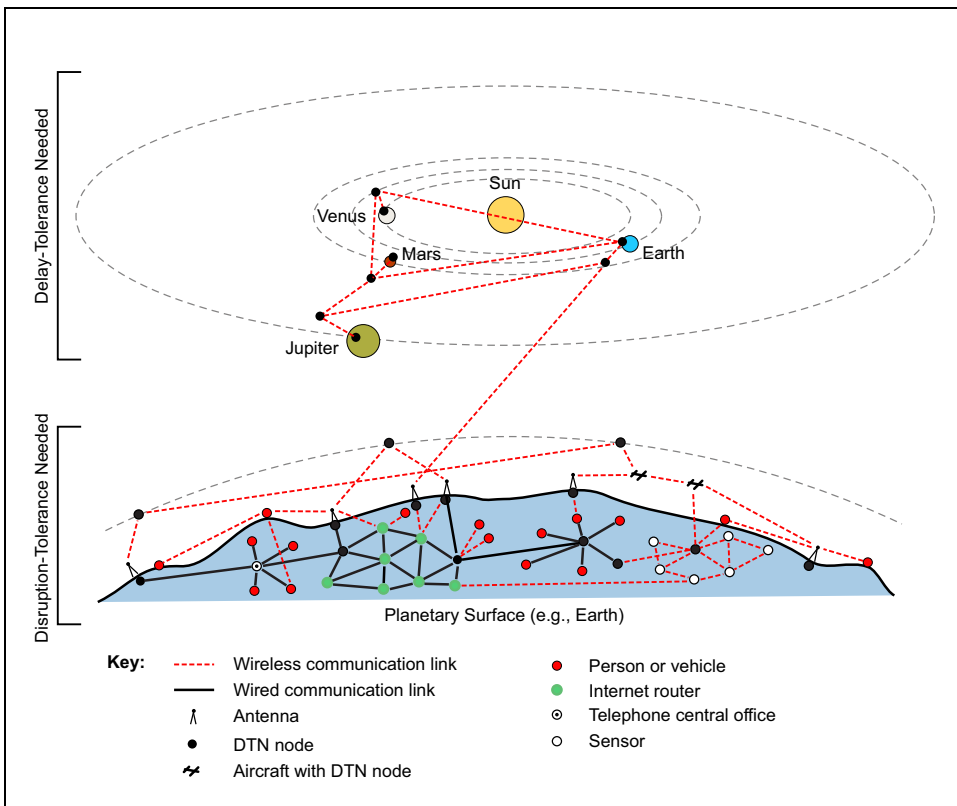 Delay-Tolerance Needed
Sun
Venus
Mars
Earth
Jupiter
Disruption-Tolerance Needed
Planetary Surface (e.g., Earth)
Key:
Wireless communication link
Wired communication link
Antenna
DTN node
Aircraft with DTN node
Person or vehicle
Internet router
Telephone central office
Sensor